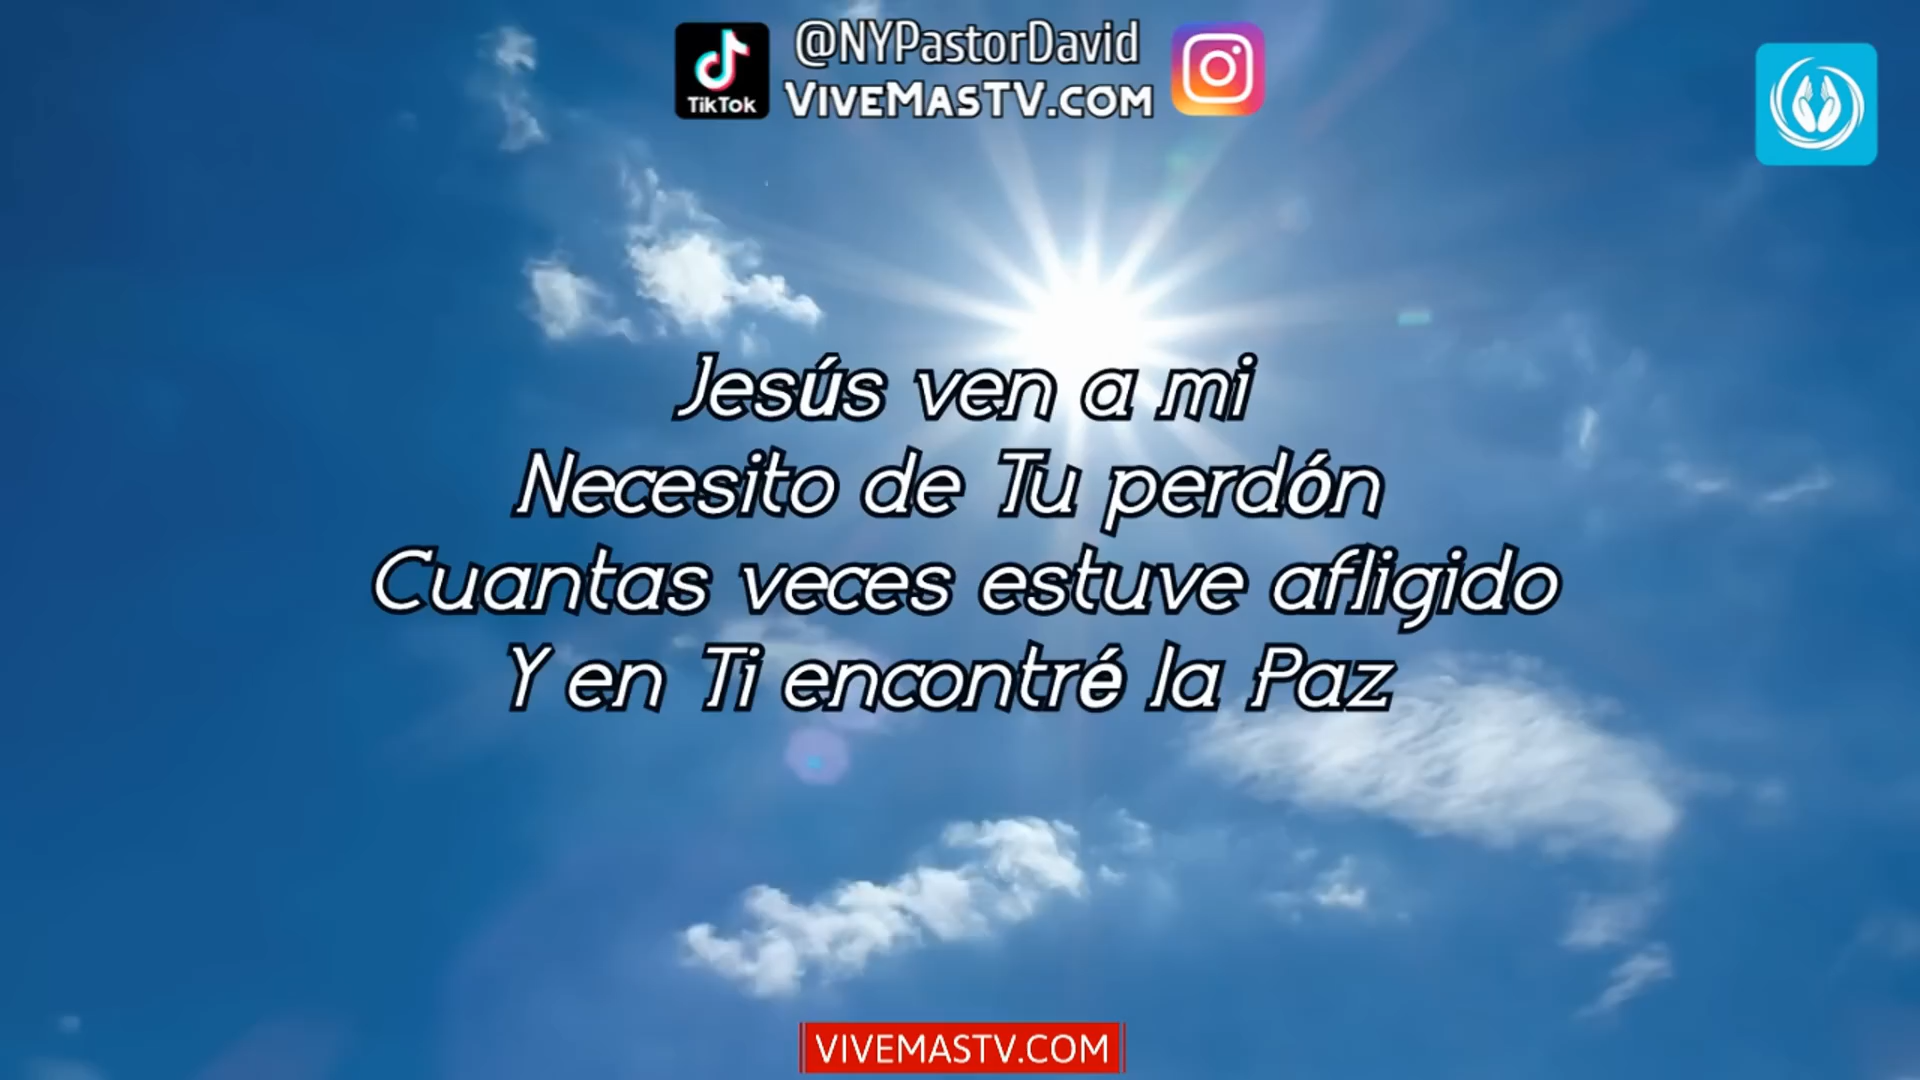 TikTok
@NYPastorDavid
VIVEMASTV.COM
Jesús ven a mi
Necesito de Tu perdón
Cuantas veces estuve afligido
Y en Ti encontré la Paz
VIVEMASTV.COM